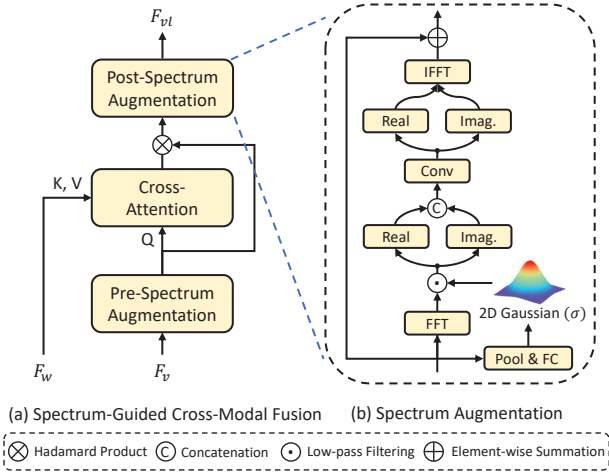 F_vl
Post-Spectrum
Augmentation
K, V
Cross-
Attention
Q
Pre-Spectrum
Augmentation
F_w
F_v
(a) Spectrum-Guided Cross-Modal Fusion
IFFT
Real
Imag.
Conv
C
Real
Imag.
2D Gaussian (σ)
FFT
Pool & FC
(b) Spectrum Augmentation
Hadamard Product
C Concatenation
Low-pass Filtering
Element-wise Summation